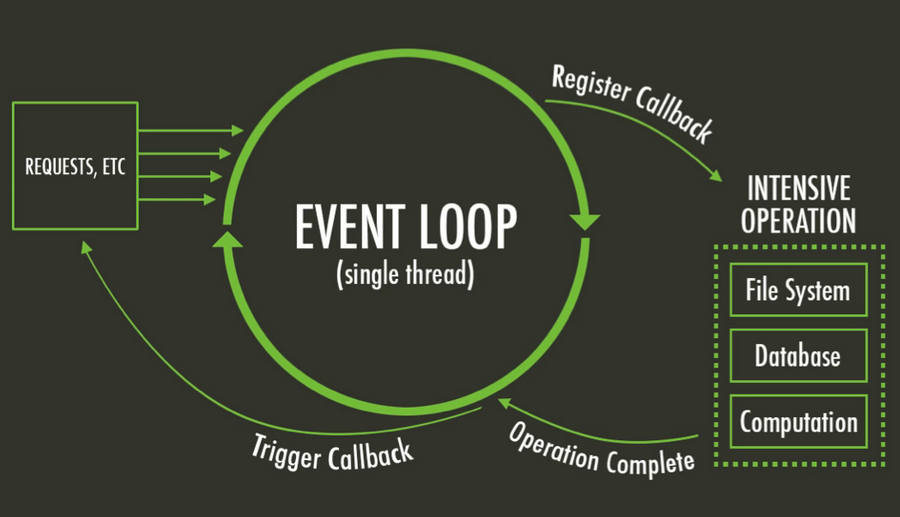 REQUESTS, ETC
Register Callback
EVENT LOOP
(single thread)
INTENSIVE
OPERATION
File System
Database
Computation
Operation Complete
Trigger Callback